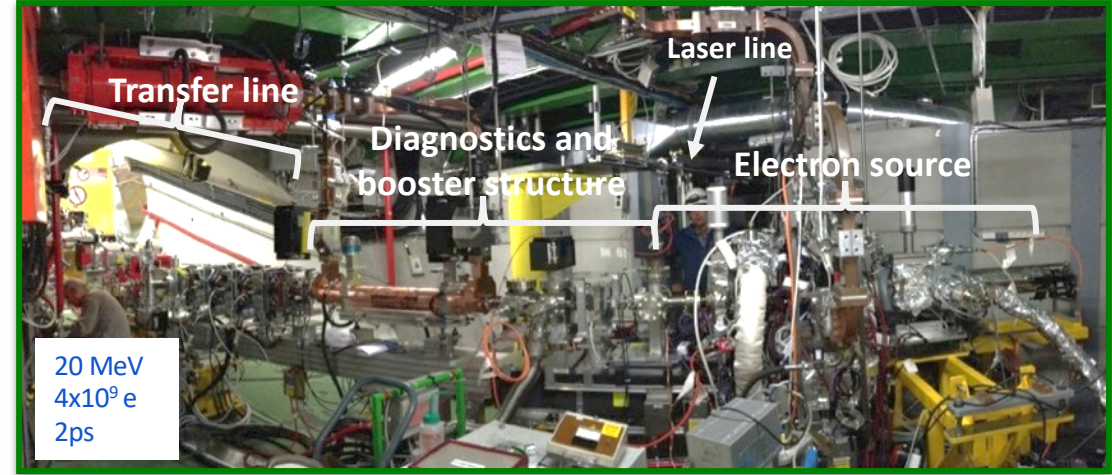 Laser line
Transfer line
Diagnostics and
booster structure
Electron source
20 MeV
4x10⁹ e
2ps